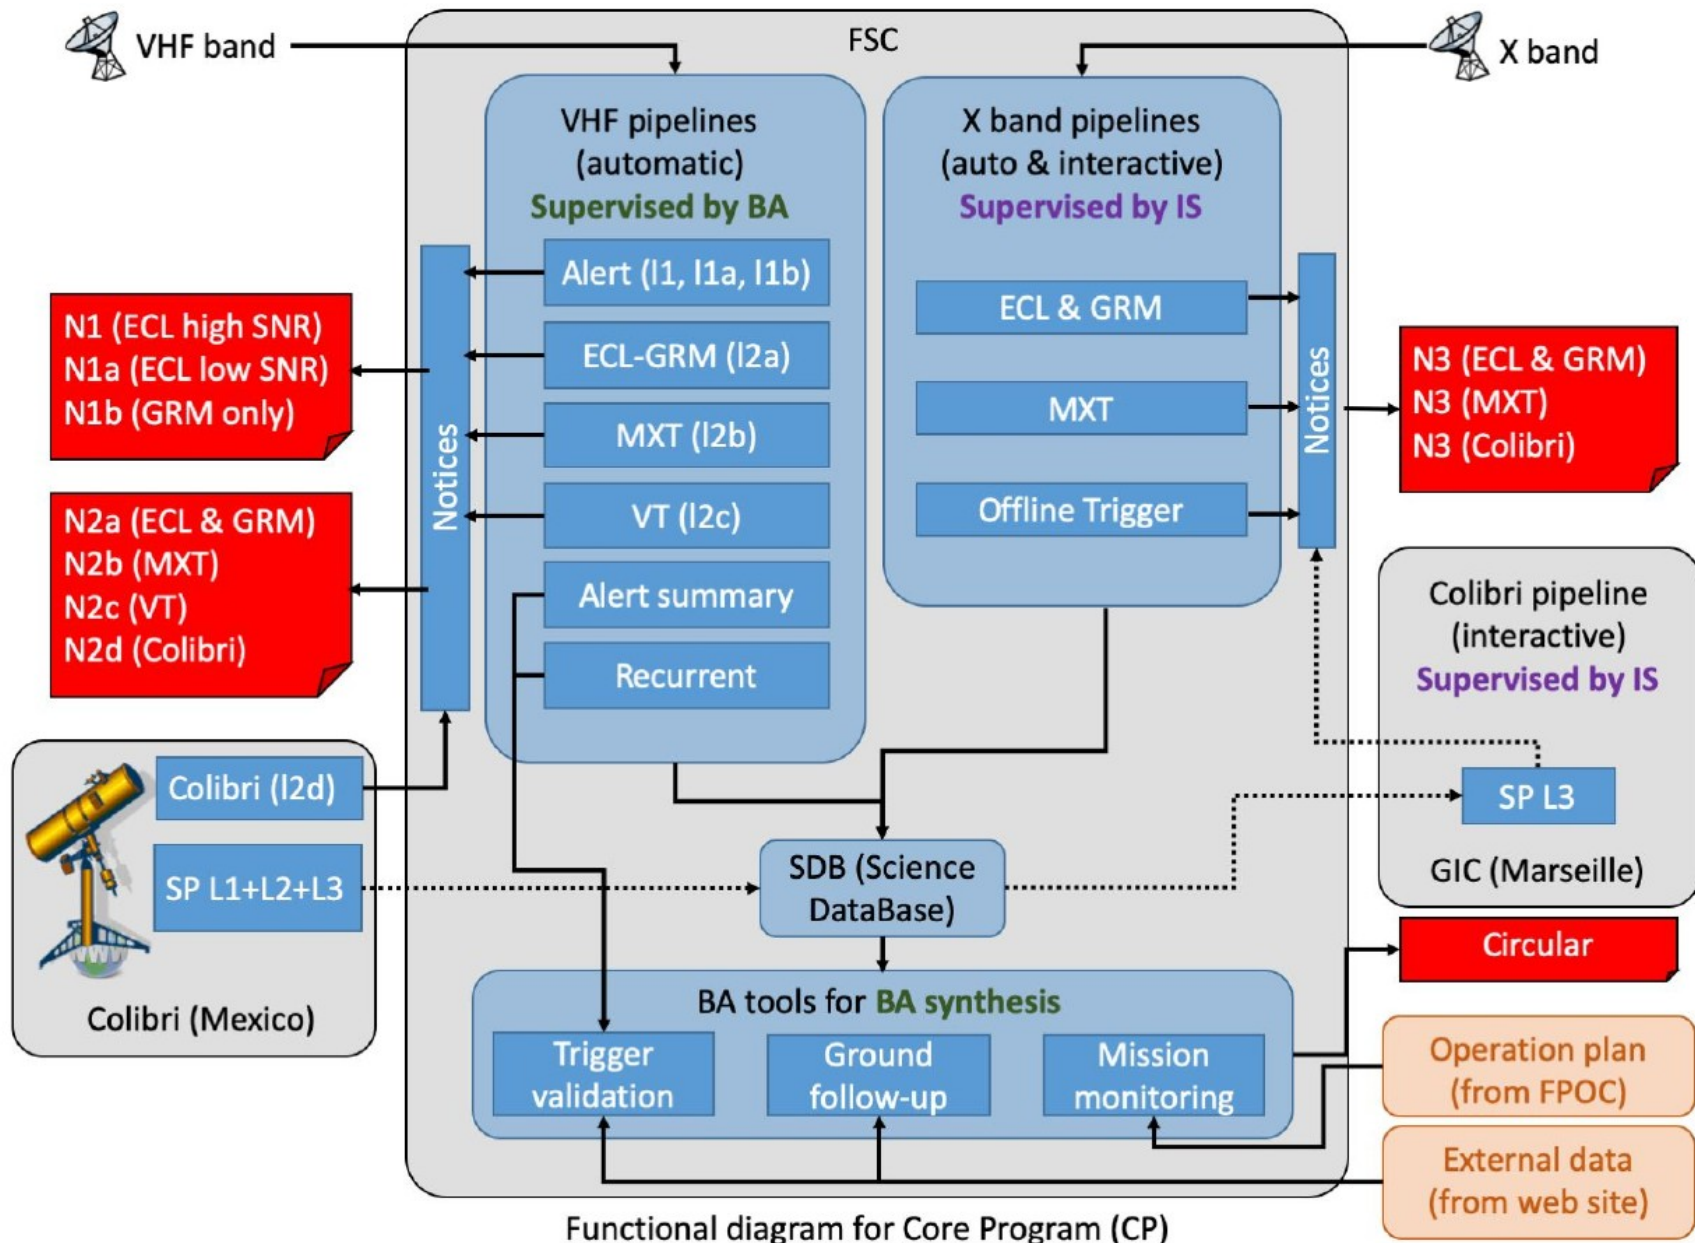 VHF band
FSC
X band
VHF pipelines
(automatic)
Supervised by BA
Alert (l1, l1a, l1b)
ECL-GRM (l2a)
MXT (l2b)
VT (l2c)
Alert summary
Recurrent
X band pipelines
(auto & interactive)
Supervised by IS
ECL & GRM
MXT
Offline Trigger
Notices
Notices
N1 (ECL high SNR)
N1a (ECL low SNR)
N1b (GRM only)
N2a (ECL & GRM)
N2b (MXT)
N2c (VT)
N2d (Colibri)
N3 (ECL & GRM)
N3 (MXT)
N3 (Colibri)
Colibri pipeline
(interactive)
Supervised by IS
SP L3
GIC (Marseille)
Colibri (l2d)
SP L1+L2+L3
WWW
Colibri (Mexico)
SDB (Science
DataBase)
Circular
BA tools for BA synthesis
Trigger
validation
Ground
follow-up
Mission
monitoring
Operation plan
(from FPOC)
External data
(from web site)
Functional diagram for Core Program (CP)